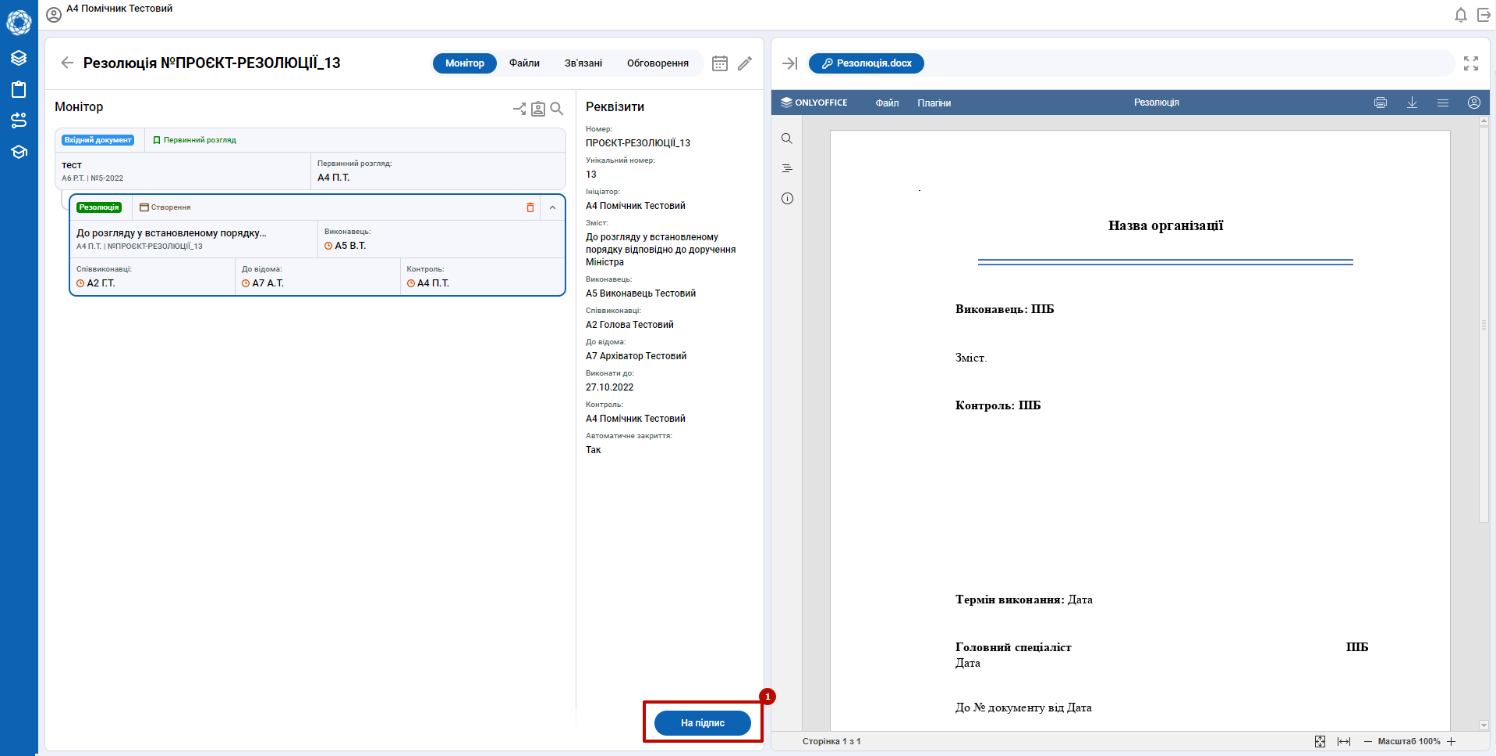 А4 Помічник Тестовий
Резолюція №ПРОЄКТ-РЕЗОЛЮЦІЇ_13
Монітор
Файли
Зв'язані
Обговорення
Монітор
Вхідний документ
Первинний розгляд
тест
А6 Р.Т. | №5-2022
Первинний розгляд:
А4 П.Т.
Резолюція
Створення
До розгляду у встановленому порядку...
А4 П.Т. | №ПРОЄКТ-РЕЗОЛЮЦІЇ_13
Виконавець:
А5 В.Т.
Співвиконавці:
А2 Г.Т.
До відома:
А7 А.Т.
Контроль:
А4 П.Т.
Реквізити
Номер:
ПРОЄКТ-РЕЗОЛЮЦІЇ_13
Унікальний номер:
13
Ініціатор:
А4 Помічник Тестовий
Зміст:
До розгляду у встановленому
порядку відповідно до доручення
Міністра
Виконавець:
А5 Виконавець Тестовий
Співвиконавці:
А2 Голова Тестовий
До відома:
А7 Архіватор Тестовий
Виконати до:
27.10.2022
Контроль:
А4 Помічник Тестовий
Автоматичне закриття:
Так
1
На підпис
Резолюція.docx
ONLYOFFICE
Файл
Плагіни
Резолюція
Назва організації
Виконавець: ПІБ
Зміст.
Контроль: ПІБ
Термін виконання: Дата
Головний спеціаліст ПІБ
Дата
До № документу від Дата
Сторінка 1 з 1
Масштаб 100%